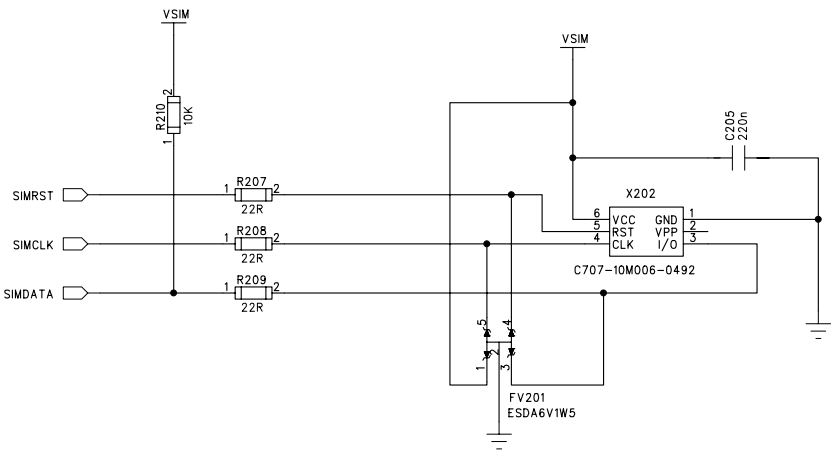 VSIM
VSIM
2
R210
10K
1
C205
220n
SIMRST
1
R207
2
22R
X202
6
VCC
GND
1
5
RST
VPP
2
4
CLK
I/O
3
C707-10M006-0492
SIMCLK
1
R208
2
22R
SIMDATA
1
R209
2
22R
5
4
2
1
3
FV201
ESDA6V1W5